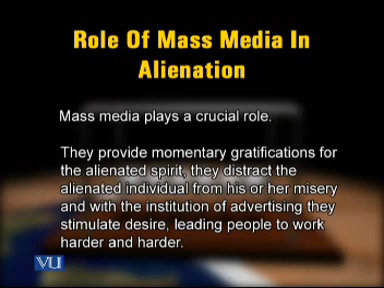 Role Of Mass Media In
Alienation
Mass media plays a crucial role.
They provide momentary gratifications for
the alienated spirit, they distract the
alienated individual from his or her misery
and with the institution of advertising they
stimulate desire, leading people to work
harder and harder.
VU